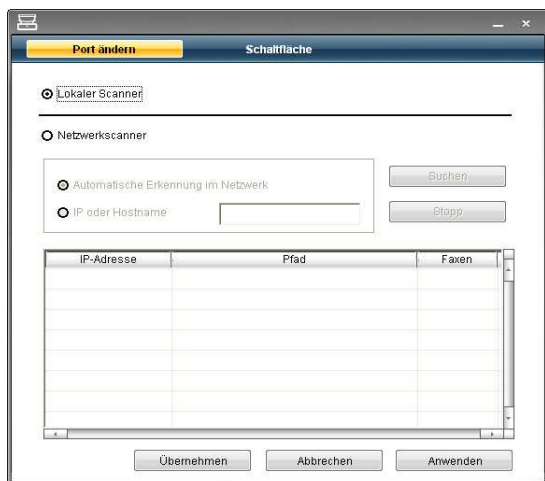 Port ändern Schaltfläche
Lokaler Scanner
Netzwerkscanner
Automatische Erkennung im Netzwerk
Suchen
IP oder Hostname
Stopp
IP-Adresse Pfad Faxen
Übernehmen Abbrechen Anwenden